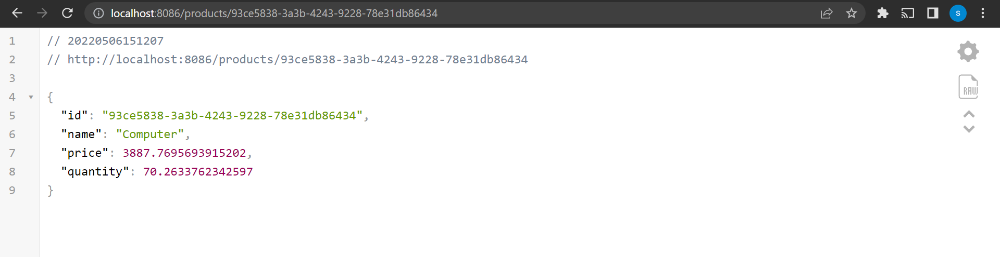 localhost:8086/products/93ce5838-3a3b-4243-9228-78e31db86434
S
1 // 20220506151207
2 // http://localhost:8086/products/93ce5838-3a3b-4243-9228-78e31db86434
3
4 {
5 "id": "93ce5838-3a3b-4243-9228-78e31db86434",
6 "name": "Computer",
7 "price": 3887.7695693915202,
8 "quantity": 70.2633762342597
9 }
RAW